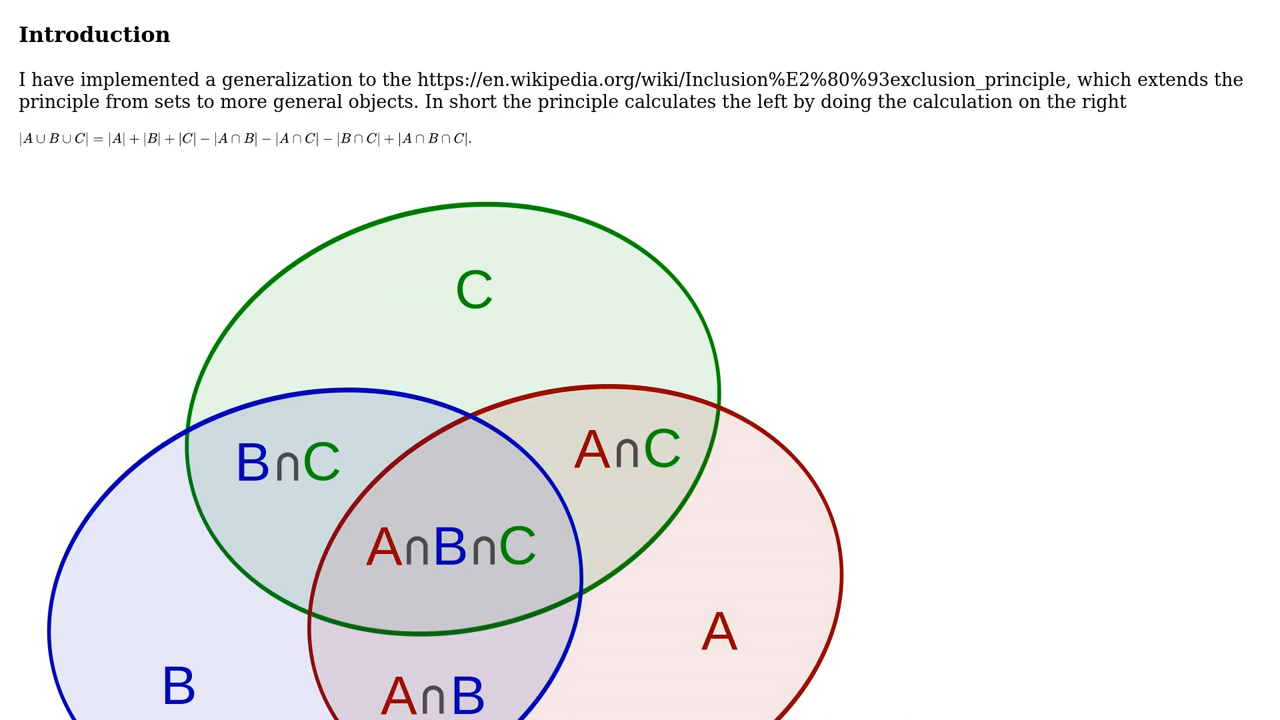 Introduction
I have implemented a generalization to the https://en.wikipedia.org/wiki/Inclusion%E2%80%93exclusion_principle, which extends the
principle from sets to more general objects. In short the principle calculates the left by doing the calculation on the right
|A ∪ B ∪ C| = |A| + |B| + |C| − |A ∩ B| − |A ∩ C| − |B ∩ C| + |A ∩ B ∩ C|.
C
B∩C
A∩C
A∩B∩C
A
B
A∩B